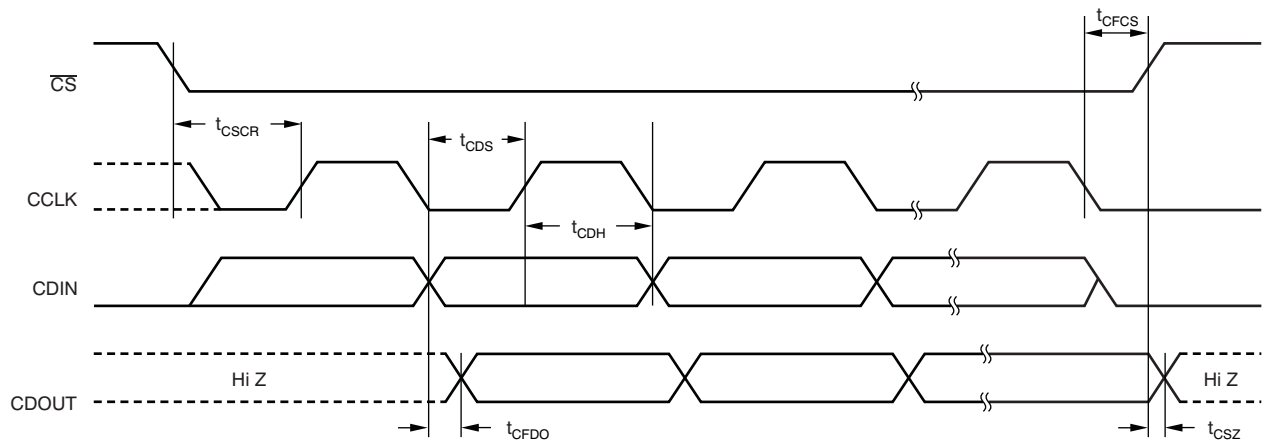 tCFCS
CS
tCSCR
tCDS
CCLK
tCDH
CDIN
Hi Z
Hi Z
CDOUT
tCFDO
tCSZ